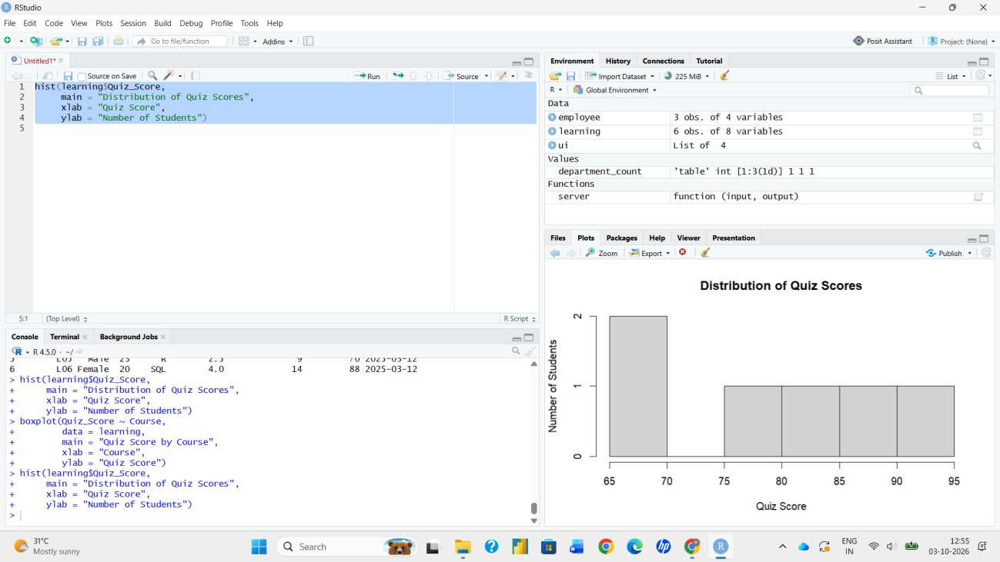 RStudio
File Edit Code View Plots Session Build Debug Profile Tools Help
Go to file/function Addins Posit Assistant Project: (None)
Untitled1*
Source on Save Run Source
1 hist(learning$Quiz_Score,
2 main = "Distribution of Quiz Scores",
3 xlab = "Quiz Score",
4 ylab = "Number of Students")
5
5:1 (Top Level) R Script
Console Terminal Background Jobs
R 4.5.0 · ~/
6 L06 Female 20 SQL 4.0 14 88 2025-03-12
> hist(learning$Quiz_Score,
+ main = "Distribution of Quiz Scores",
+ xlab = "Quiz Score",
+ ylab = "Number of Students")
> boxplot(Quiz_Score ~ Course,
+ data = learning,
+ main = "Quiz Score by Course",
+ xlab = "Course",
+ ylab = "Quiz Score")
> hist(learning$Quiz_Score,
+ main = "Distribution of Quiz Scores",
+ xlab = "Quiz Score",
+ ylab = "Number of Students")
>
Environment History Connections Tutorial
Import Dataset 225 MiB List
R Global Environment
Data
employee 3 obs. of 4 variables
learning 6 obs. of 8 variables
ui List of 4
Values
department_count 'table' int [1:3(1d)] 1 1 1
Functions
server function (input, output)
Files Plots Packages Help Viewer Presentation
Zoom Export Publish
Distribution of Quiz Scores
Number of Students
2
1
0
65 70 75 80 85 90 95
Quiz Score
31°C
Mostly sunny
Search
ENG
IN
12:55
03-10-2026